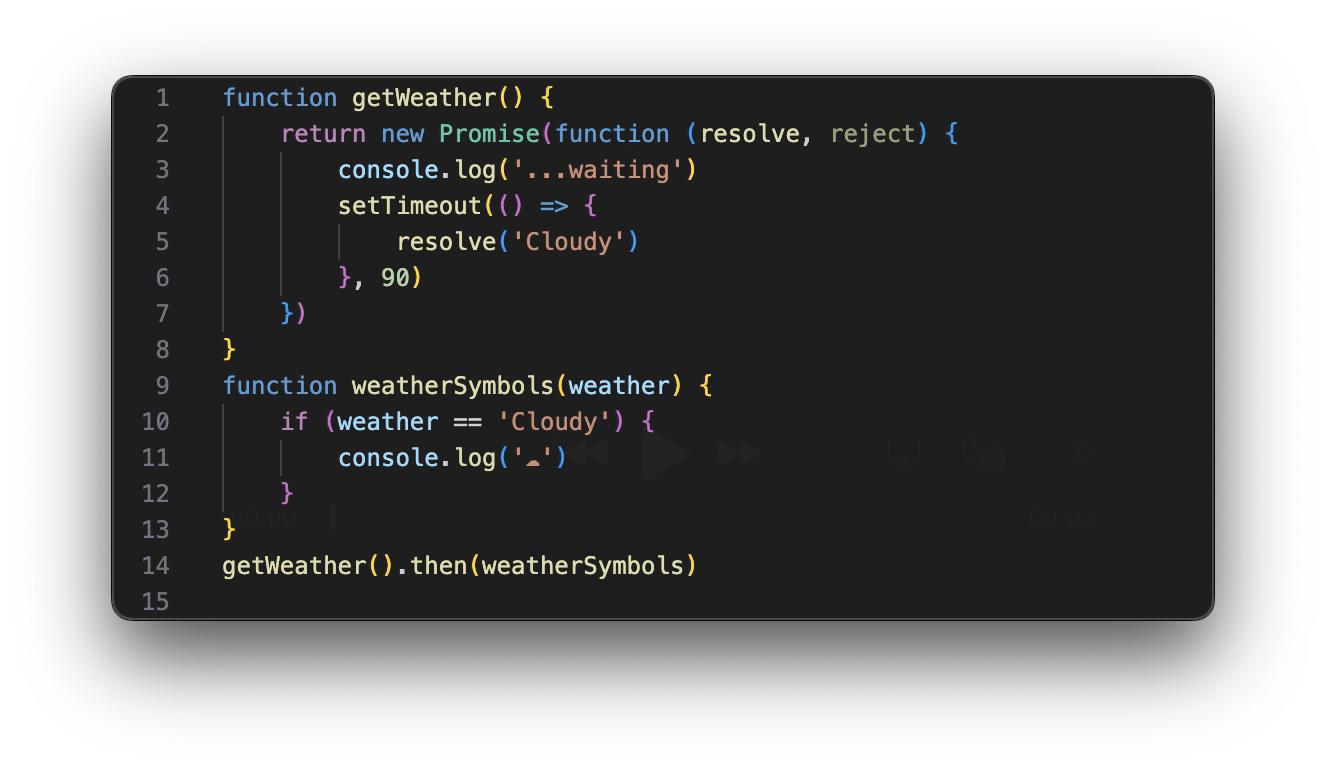 1 function getWeather() {
2 return new Promise(function (resolve, reject) {
3 console.log('...waiting')
4 setTimeout(() => {
5 resolve('Cloudy')
6 }, 90)
7 })
8 }
9 function weatherSymbols(weather) {
10 if (weather == 'Cloudy') {
11 console.log('☁')
12 }
13 }
14 getWeather().then(weatherSymbols)
15